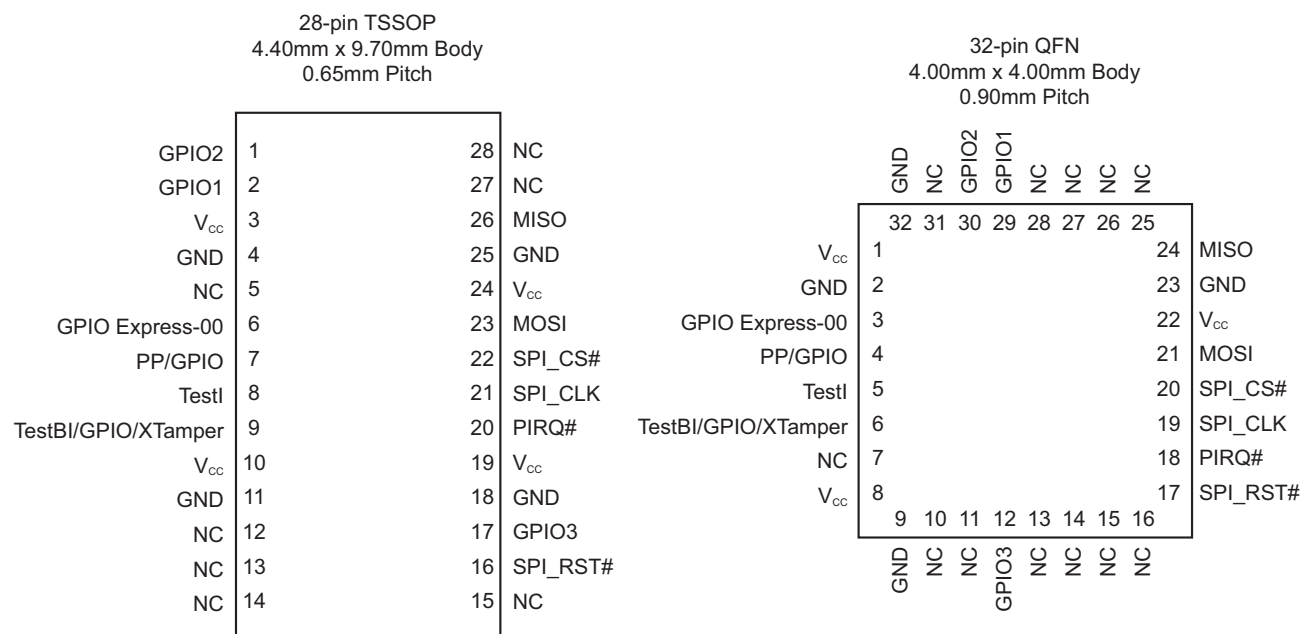 28-pin TSSOP
4.40mm x 9.70mm Body
0.65mm Pitch
GPIO2 1 28 NC
GPIO1 2 27 NC
Vcc 3 26 MISO
GND 4 25 GND
NC 5 24 Vcc
GPIO Express-00 6 23 MOSI
PP/GPIO 7 22 SPI_CS#
TestI 8 21 SPI_CLK
TestBI/GPIO/XTamper 9 20 PIRQ#
Vcc 10 19 Vcc
GND 11 18 GND
NC 12 17 GPIO3
NC 13 16 SPI_RST#
NC 14 15 NC
32-pin QFN
4.00mm x 4.00mm Body
0.90mm Pitch
GND NC GPIO2 GPIO1 NC NC NC NC
32 31 30 29 28 27 26 25
Vcc 1 24 MISO
GND 2 23 GND
GPIO Express-00 3 22 Vcc
PP/GPIO 4 21 MOSI
TestI 5 20 SPI_CS#
TestBI/GPIO/XTamper 6 19 SPI_CLK
NC 7 18 PIRQ#
Vcc 8 17 SPI_RST#
9 10 11 12 13 14 15 16
GND NC NC GPIO3 NC NC NC NC